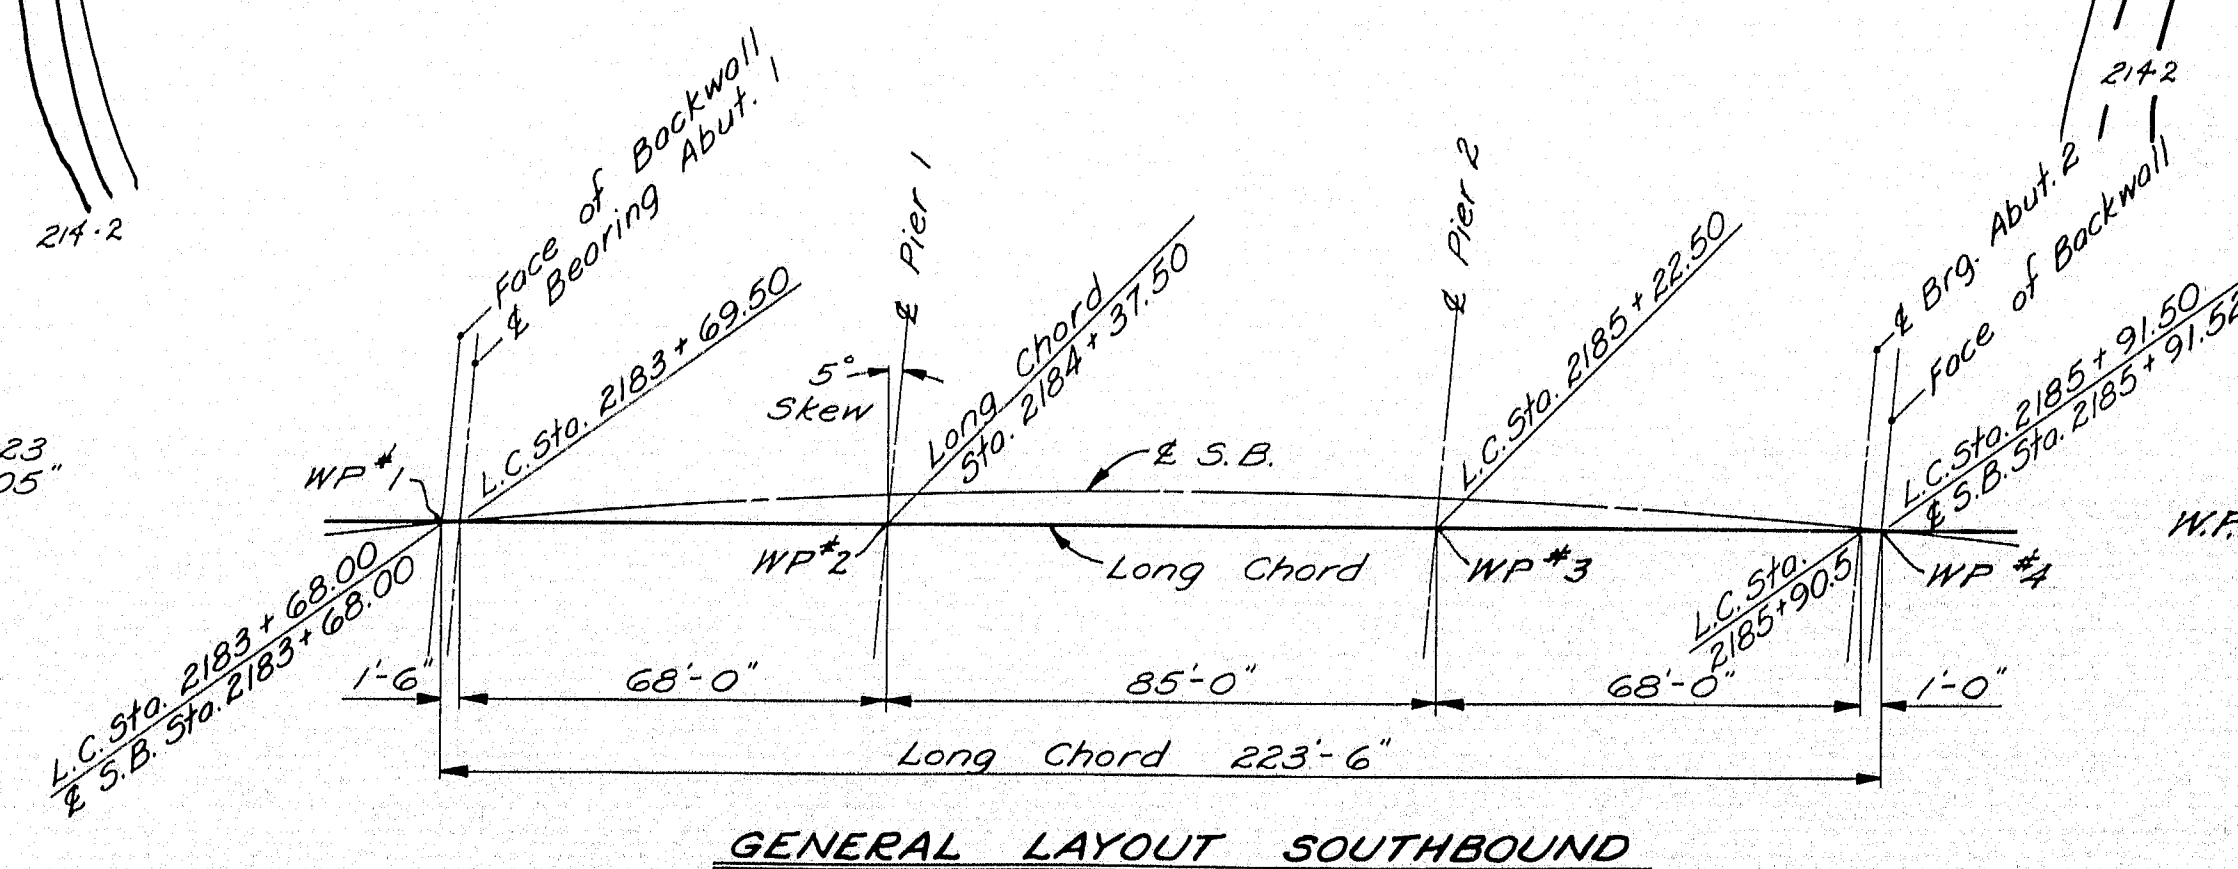 214-2
214-2
Face of Backwall
℄ Bearing Abut. 1
℄ Pier 1
℄ Pier 2
℄ Brg. Abut. 2
Face of Backwall
L.C. Sta. 2183 + 69.50
5°
Skew
Long Chord
Sta. 2184 + 37.50
L.C. Sta. 2185 + 22.50
L.C. Sta. 2185 + 91.50
℄ S.B. Sta. 2185 + 91.52
23
05"
WP #1
℄ S.B.
WP #2
Long Chord
WP #3
L.C. Sta.
2185+90.5
WP #4
W.P.
L.C. Sta. 2183 + 68.00
℄ S.B. Sta. 2183 + 68.00
1'-6"
68'-0"
85'-0"
68'-0"
1'-0"
Long Chord 223'-6"
GENERAL LAYOUT SOUTHBOUND